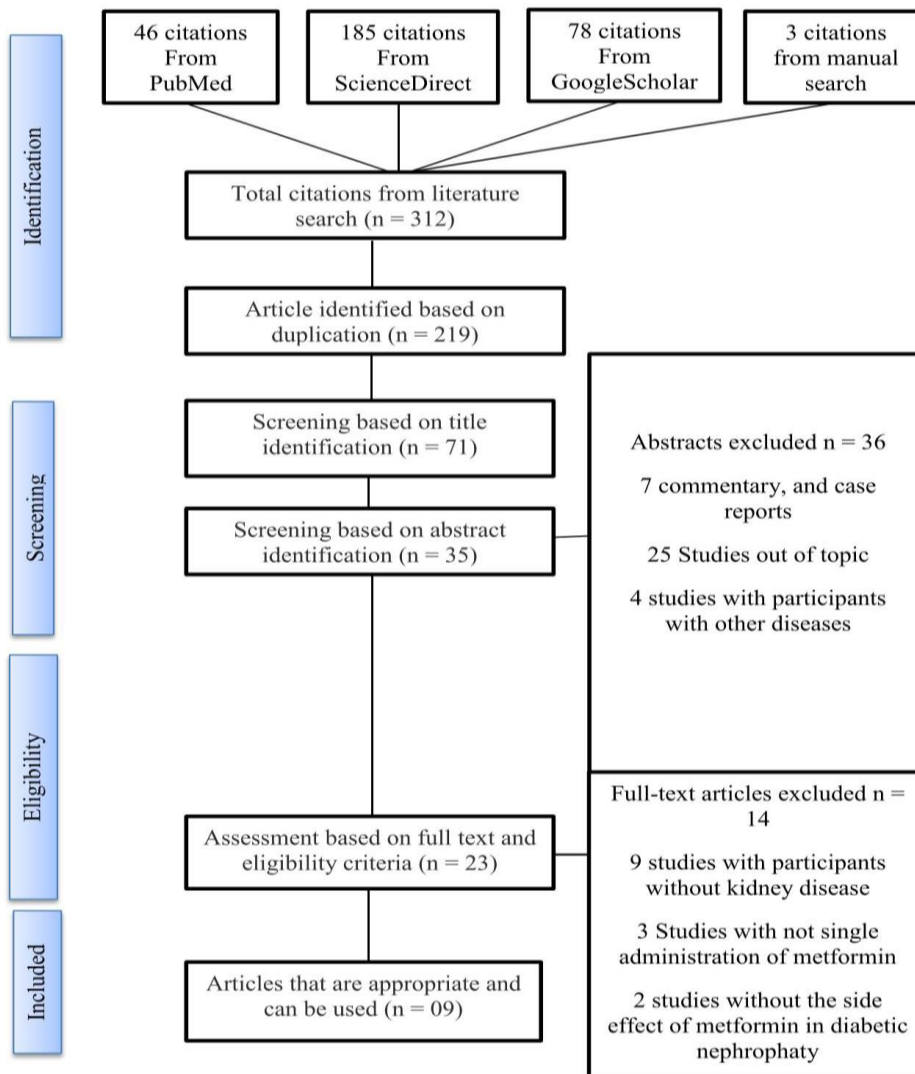 46 citations
From
PubMed
185 citations
From
ScienceDirect
78 citations
From
GoogleScholar
3 citations
from manual
search
Identification
Total citations from literature
search (n = 312)
Article identified based on
duplication (n = 219)
Screening
Screening based on title
identification (n = 71)
Screening based on abstract
identification (n = 35)
Abstracts excluded n = 36
7 commentary, and case
reports
25 Studies out of topic
4 studies with participants
with other diseases
Eligibility
Assessment based on full text and
eligibility criteria (n = 23)
Full-text articles excluded n =
14
9 studies with participants
without kidney disease
3 Studies with not single
administration of metformin
2 studies without the side
effect of metformin in diabetic
nephrophaty
Included
Articles that are appropriate and
can be used (n = 09)